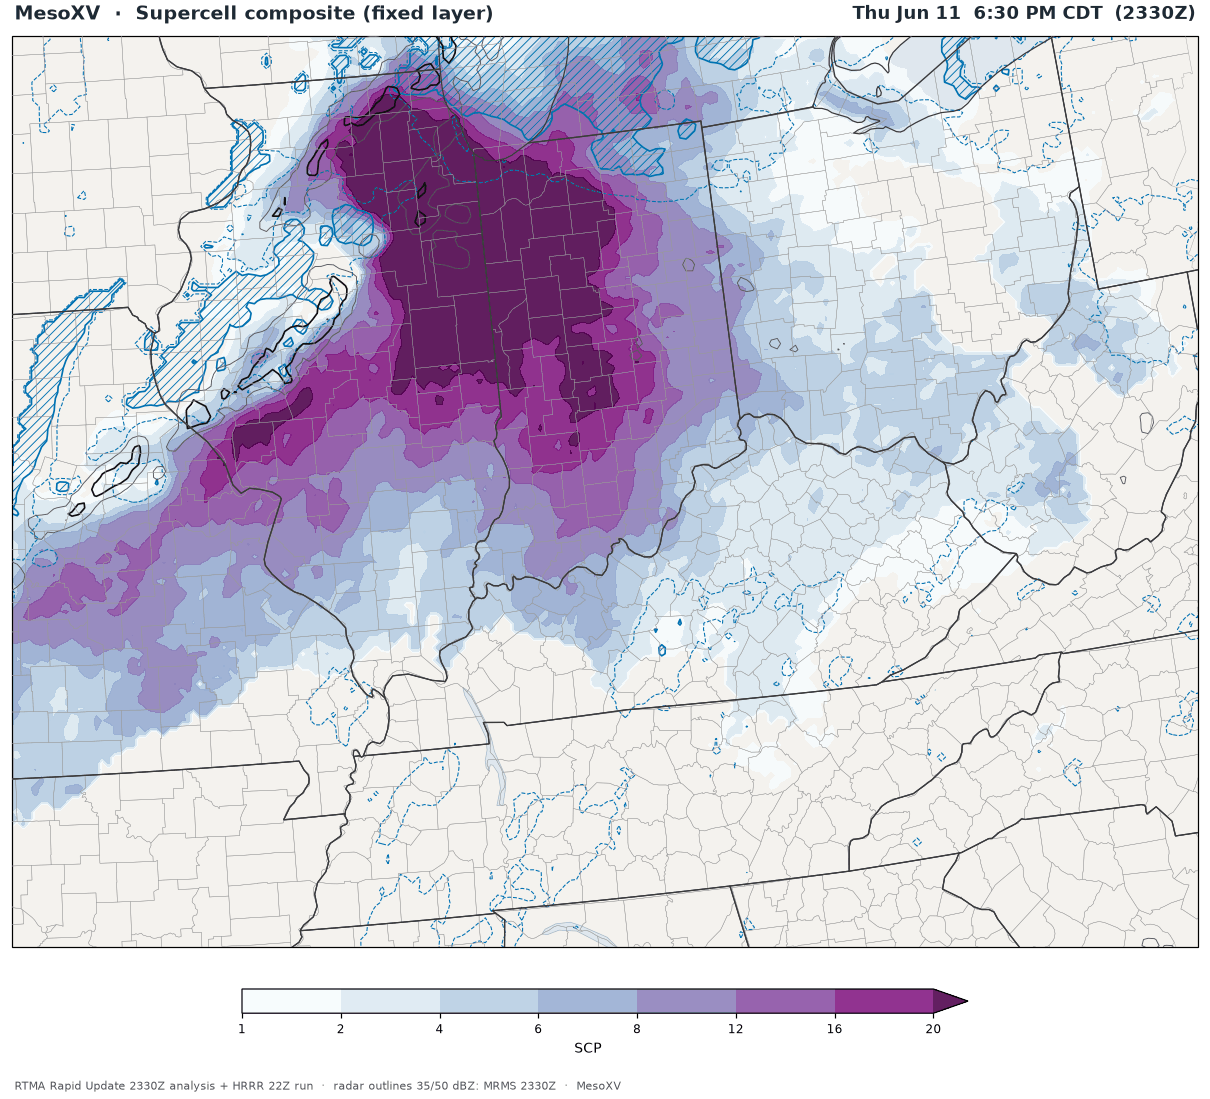 MesoXV · Supercell composite (fixed layer)
Thu Jun 11 6:30 PM CDT (2330Z)
1 2 4 6 8 12 16 20
SCP
RTMA Rapid Update 2330Z analysis + HRRR 22Z run · radar outlines 35/50 dBZ: MRMS 2330Z · MesoXV